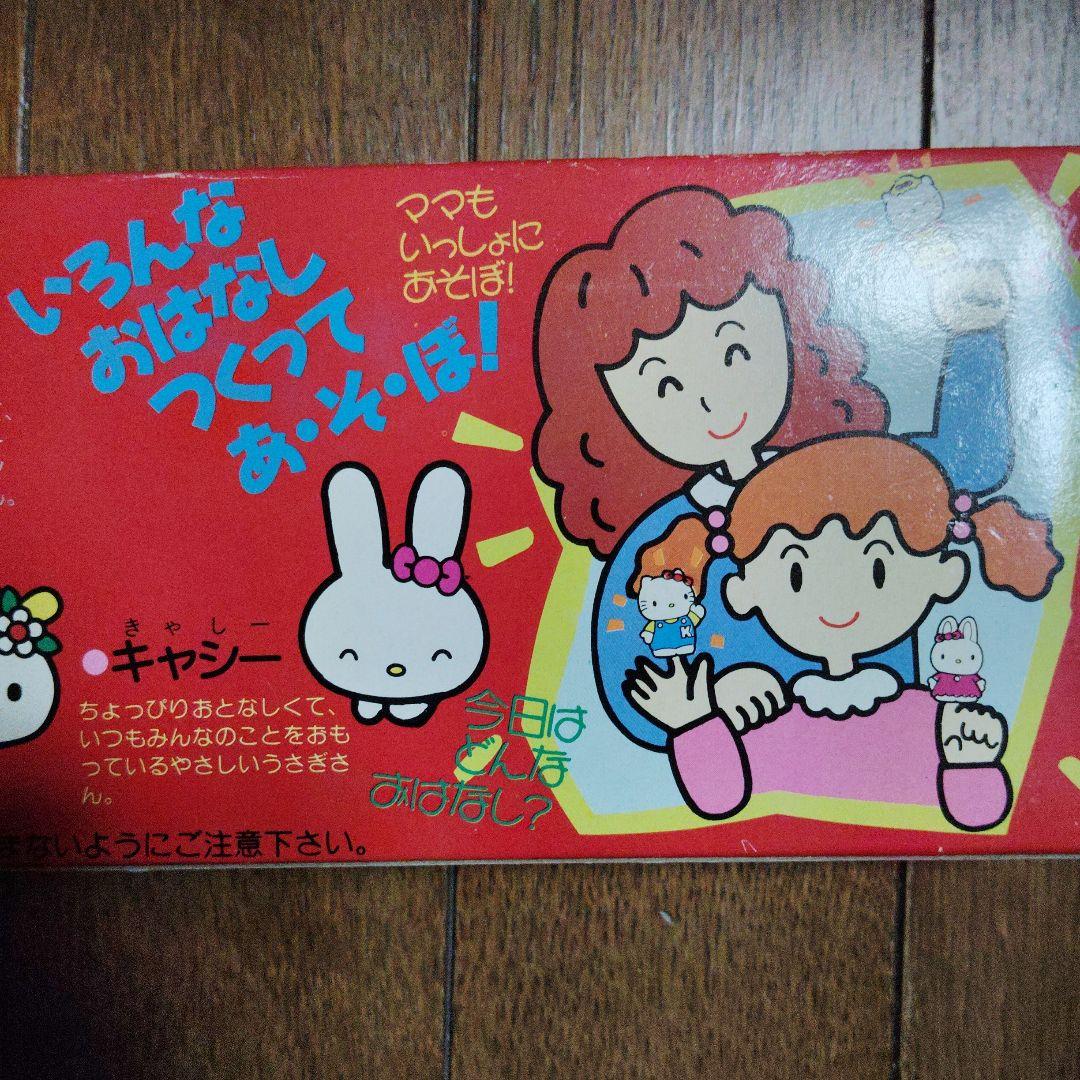 いろんな
おはなし
つくって
あ・そ・ぼ!
ママも
いっしょに
あそぼ!
きゃしー
●キャシー
ちょっぴりおとなしくて、
いつもみんなのことをおも
っているやさしいうさぎさ
ん。
今日は
どんな
おはなし?
K
きないようにご注意下さい。